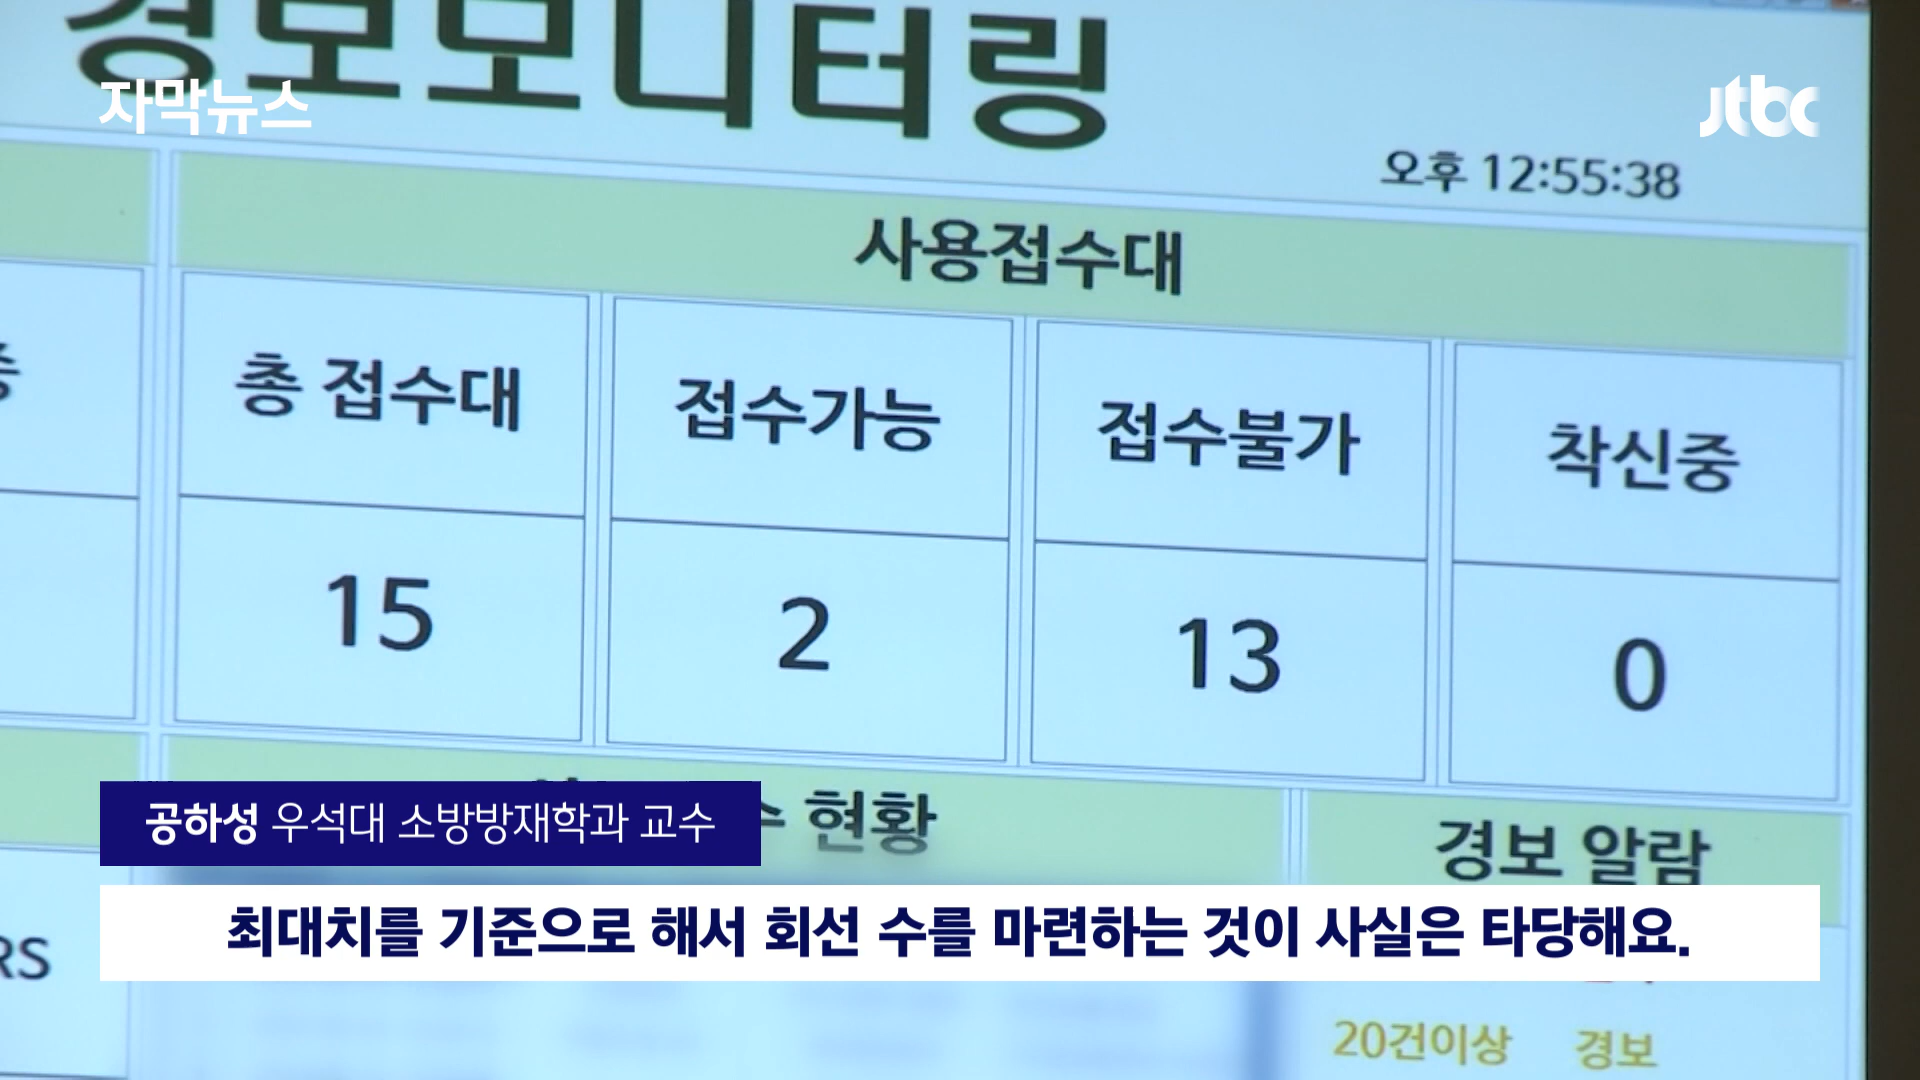 경보모니터링
자막뉴스
jtbc
오후 12:55:38
사용접수대
총 접수대
접수가능
접수불가
착신중
15
2
13
0
공하성 우석대 소방방재학과 교수
현황
경보 알람
최대치를 기준으로 해서 회선 수를 마련하는 것이 사실은 타당해요.
RS
20건이상 경보